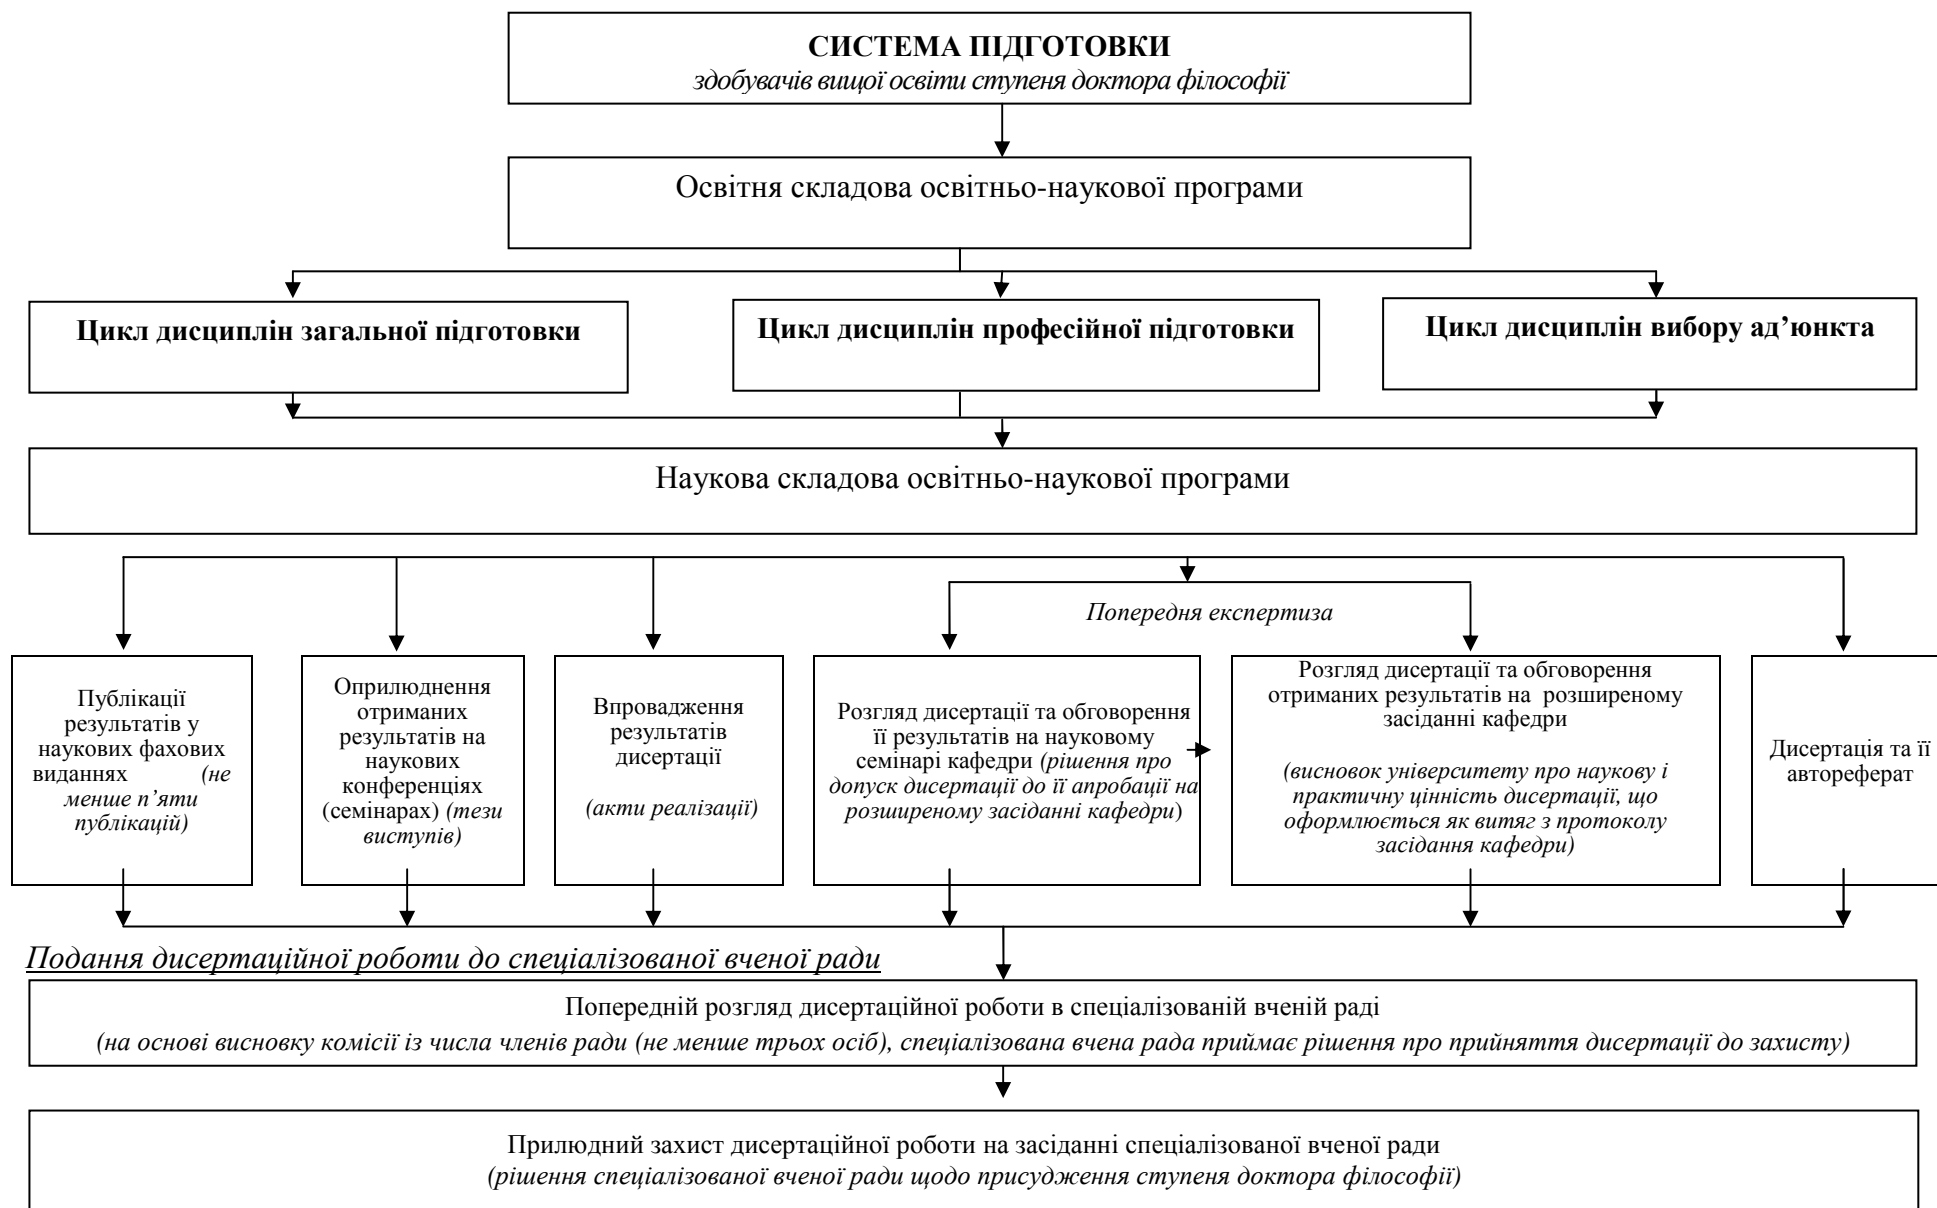 СИСТЕМА ПІДГОТОВКИ
здобувачів вищої освіти ступеня доктора філософії
Освітня складова освітньо-наукової програми
Цикл дисциплін загальної підготовки
Цикл дисциплін професійної підготовки
Цикл дисциплін вибору ад’юнкта
Наукова складова освітньо-наукової програми
Попередня експертиза
Публікації
результатів у
наукових фахових
виданнях (не
менше п’яти
публікацій)
Оприлюднення
отриманих
результатів на
наукових
конференціях
(семінарах) (тези
виступів)
Впровадження
результатів
дисертації
(акти реалізації)
Розгляд дисертації та обговорення
її результатів на науковому
семінарі кафедри (рішення про
допуск дисертації до її апробації на
розширеному засіданні кафедри)
Розгляд дисертації та обговорення
отриманих результатів на розширеному
засіданні кафедри
(висновок університету про наукову і
практичну цінність дисертації, що
оформлюється як витяг з протоколу
засідання кафедри)
Дисертація та її
автореферат
Подання дисертаційної роботи до спеціалізованої вченої ради
Попередній розгляд дисертаційної роботи в спеціалізованій вченій раді
(на основі висновку комісії із числа членів ради (не менше трьох осіб), спеціалізована вчена рада приймає рішення про прийняття дисертації до захисту)
Прилюдний захист дисертаційної роботи на засіданні спеціалізованої вченої ради
(рішення спеціалізованої вченої ради щодо присудження ступеня доктора філософії)